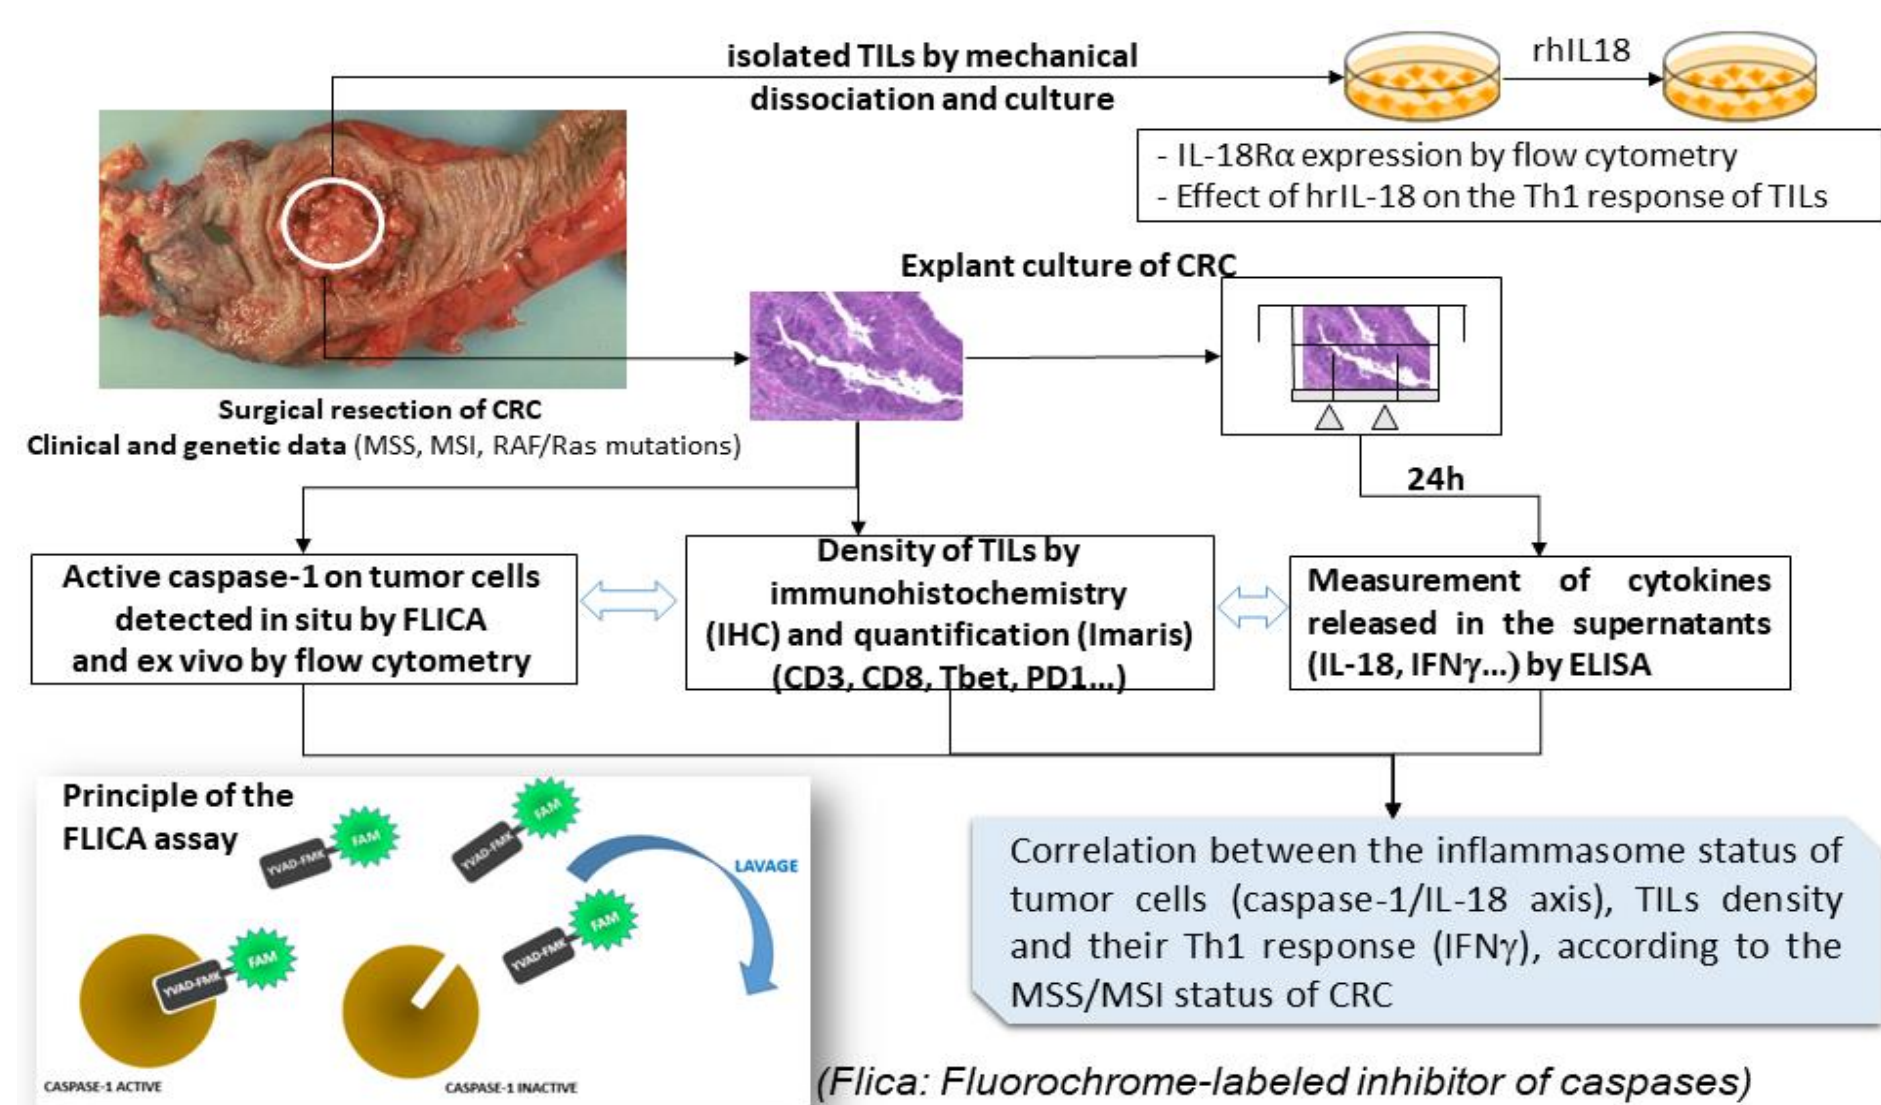 isolated TILs by mechanical
dissociation and culture
rhIL18
- IL-18Rα expression by flow cytometry
- Effect of hrIL-18 on the Th1 response of TILs
Explant culture of CRC
Surgical resection of CRC
Clinical and genetic data (MSS, MSI, RAF/Ras mutations)
24h
Active caspase-1 on tumor cells
detected in situ by FLICA
and ex vivo by flow cytometry
Density of TILs by
immunohistochemistry
(IHC) and quantification (Imaris)
(CD3, CD8, Tbet, PD1...)
Measurement of cytokines
released in the supernatants
(IL-18, IFNγ...) by ELISA
Principle of the
FLICA assay
YVAD-FMK FAM
YVAD-FMK FAM
LAVAGE
YVAD-FMK FAM
YVAD-FMK FAM
CASPASE-1 ACTIVE
CASPASE-1 INACTIVE
Correlation between the inflammasome status of
tumor cells (caspase-1/IL-18 axis), TILs density
and their Th1 response (IFNγ), according to the
MSS/MSI status of CRC
(Flica: Fluorochrome-labeled inhibitor of caspases)